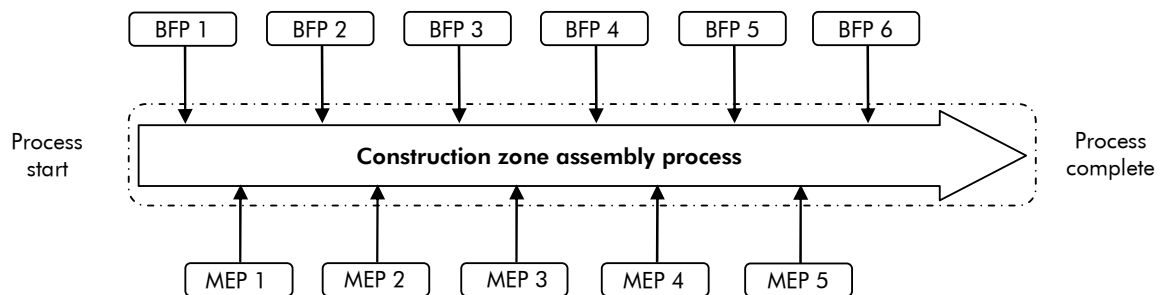 BFP 1
BFP 2
BFP 3
BFP 4
BFP 5
BFP 6
Process
start
Construction zone assembly process
Process
complete
MEP 1
MEP 2
MEP 3
MEP 4
MEP 5